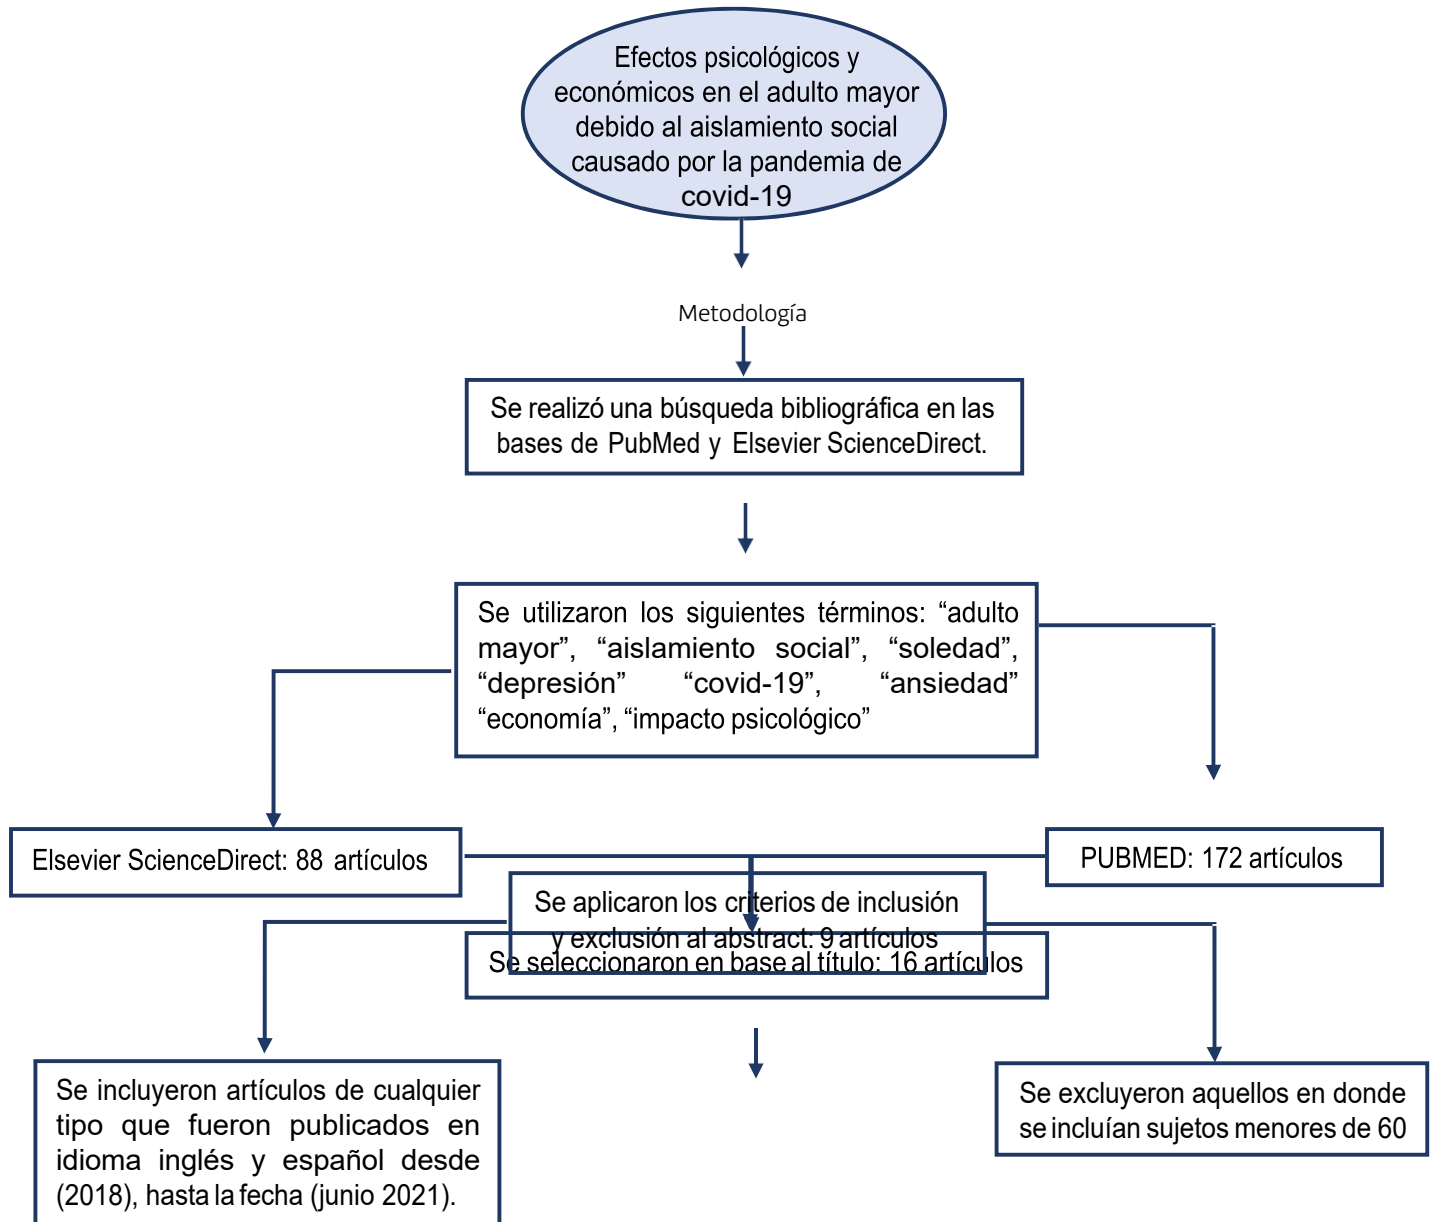 Efectos psicológicos y
económicos en el adulto mayor
debido al aislamiento social
causado por la pandemia de
covid-19
Metodología
Se realizó una búsqueda bibliográfica en las
bases de PubMed y Elsevier ScienceDirect.
Se utilizaron los siguientes términos: “adulto
mayor”, “aislamiento social”, “soledad”,
“depresión” “covid-19”, “ansiedad”
“economía”, “impacto psicológico”
Elsevier ScienceDirect: 88 artículos
PUBMED: 172 artículos
Se aplicaron los criterios de inclusión
y exclusión al abstract: 9 artículos
Se seleccionaron en base al título: 16 artículos
Se incluyeron artículos de cualquier
tipo que fueron publicados en
idioma inglés y español desde
(2018), hasta la fecha (junio 2021).
Se excluyeron aquellos en donde
se incluían sujetos menores de 60